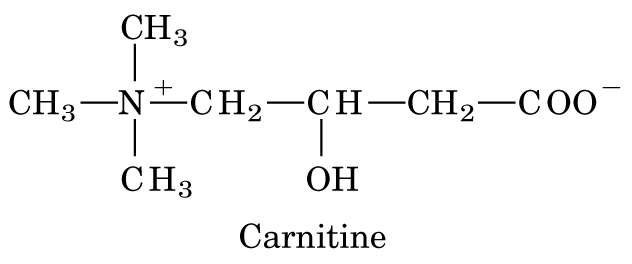 CH₃
CH₃—N⁺—CH₂—CH—CH₂—COO⁻
CH₃ OH
Carnitine